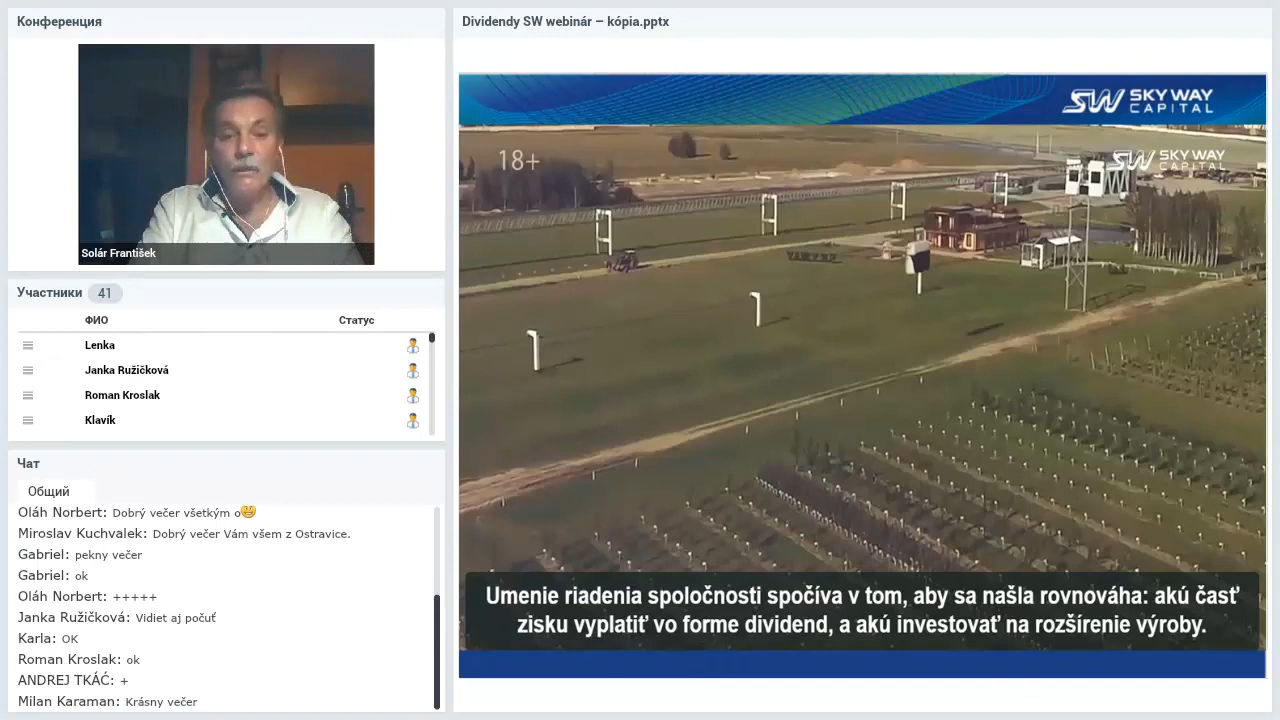 Конференция
Solár František
Участники 41
ФИО Статус
Lenka
Janka Ružičková
Roman Kroslak
Klavík
Чат
Общий
Oláh Norbert: Dobrý večer všetkým o
Miroslav Kuchvalek: Dobrý večer Vám všem z Ostravice.
Gabriel: pekny večer
Gabriel: ok
Oláh Norbert: +++++
Janka Ružičková: Vidiet aj počuť
Karla: OK
Roman Kroslak: ok
ANDREJ TKÁČ: +
Milan Karaman: Krásny večer
Dividendy SW webinár – kópia.pptx
SW SKY WAY
CAPITAL
18+
SW SKY WAY
CAPITAL
Umenie riadenia spoločnosti spočíva v tom, aby sa našla rovnováha: akú časť
zisku vyplatiť vo forme dividend, a akú investovať na rozšírenie výroby.